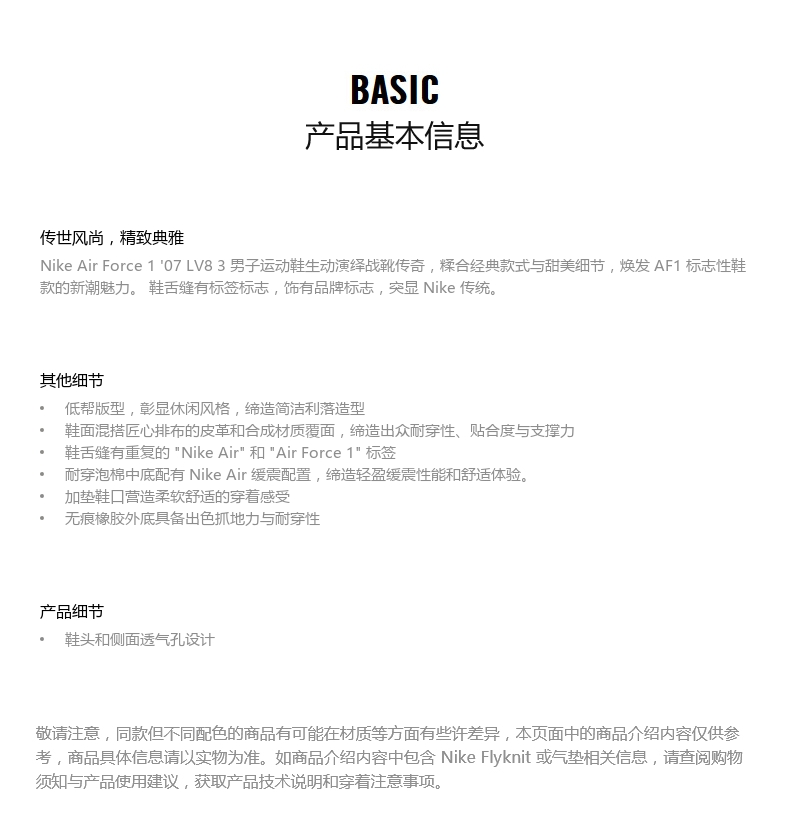 BASIC
产品基本信息
传世风尚，精致典雅
Nike Air Force 1 '07 LV8 3 男子运动鞋生动演绎战靴传奇，糅合经典款式与甜美细节，焕发 AF1 标志性鞋
款的新潮魅力。 鞋舌缝有标签标志，饰有品牌标志，突显 Nike 传统。
其他细节
• 低帮版型，彰显休闲风格，缔造简洁利落造型
• 鞋面混搭匠心排布的皮革和合成材质覆面，缔造出众耐穿性、贴合度与支撑力
• 鞋舌缝有重复的 "Nike Air" 和 "Air Force 1" 标签
• 耐穿泡棉中底配有 Nike Air 缓震配置，缔造轻盈缓震性能和舒适体验。
• 加垫鞋口营造柔软舒适的穿着感受
• 无痕橡胶外底具备出色抓地力与耐穿性
产品细节
• 鞋头和侧面透气孔设计
敬请注意，同款但不同配色的商品有可能在材质等方面有些许差异，本页面中的商品介绍内容仅供参
考，商品具体信息请以实物为准。如商品介绍内容中包含 Nike Flyknit 或气垫相关信息，请查阅购物
须知与产品使用建议，获取产品技术说明和穿着注意事项。